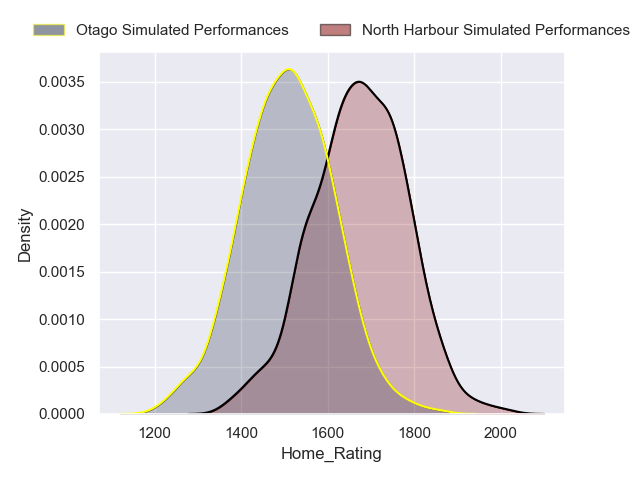 Otago Simulated Performances North Harbour Simulated Performances
0.0035
0.0030
0.0025
0.0020
0.0015
0.0010
0.0005
0.0000
Density
1200 1400 1600 1800 2000
Home_Rating